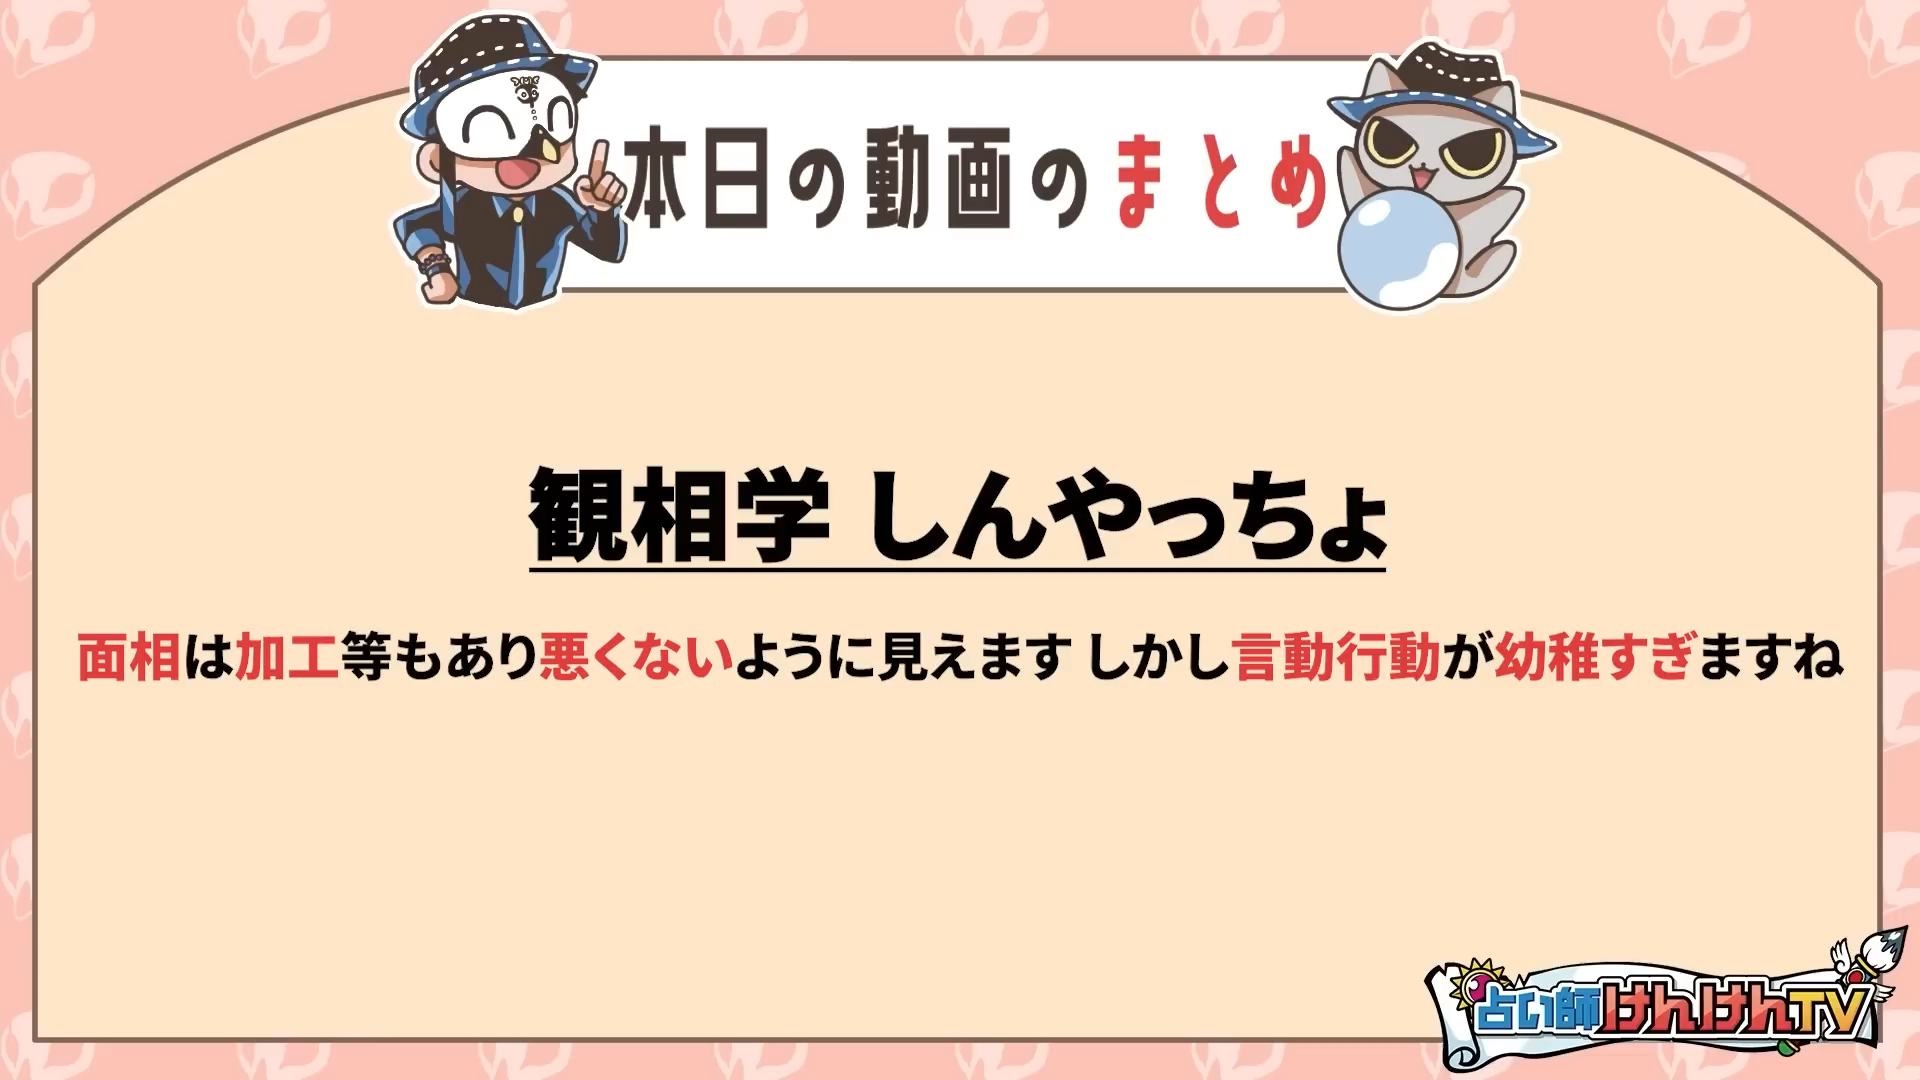 本日の動画のまとめ
観相学 しんやっちょ
面相は加工等もあり悪くないように見えます しかし言動行動が幼稚すぎますね
占い師けんけんTV